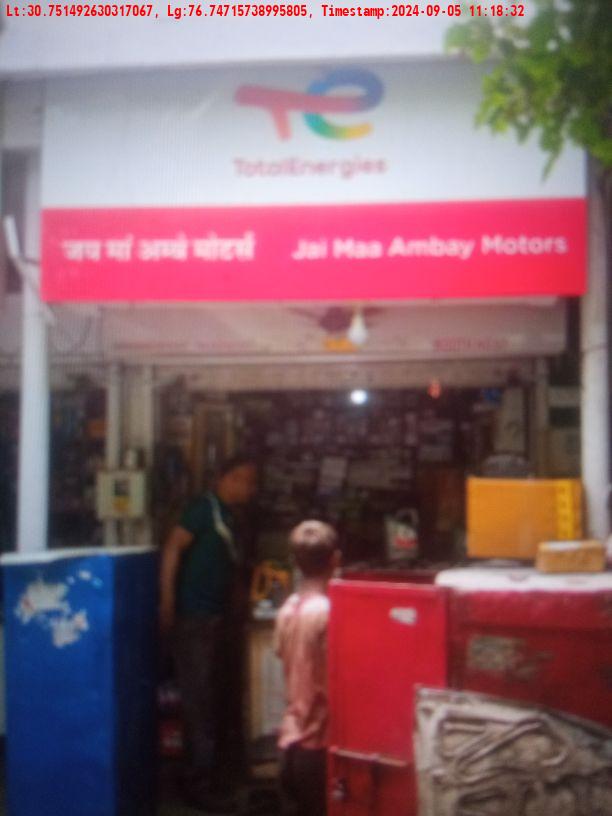 Lt:30.751492630317067, Lg:76.74715738995805, Timestamp:2024-09-05 11:18:32
TotalEnergies
जय मां अम्बे मोटर्स Jai Maa Ambay Motors